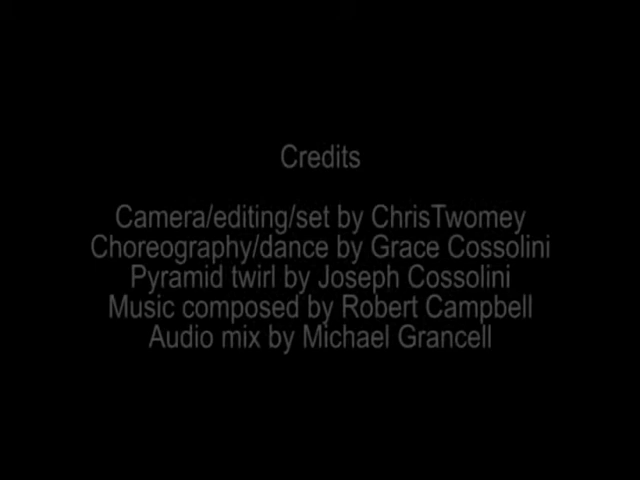 Credits
Camera/editing/set by ChrisTwomey
Choreography/dance by Grace Cossolini
Pyramid twirl by Joseph Cossolini
Music composed by Robert Campbell
Audio mix by Michael Grancell